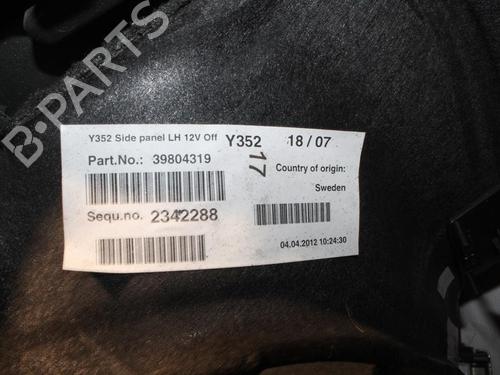 B-PARTS
Y352 Side panel LH 12V Off Y352 18 / 07
17
Part.No.: 39804319
Country of origin:
Sweden
Sequ.no. 2342288
04.04.2012 10:24:30